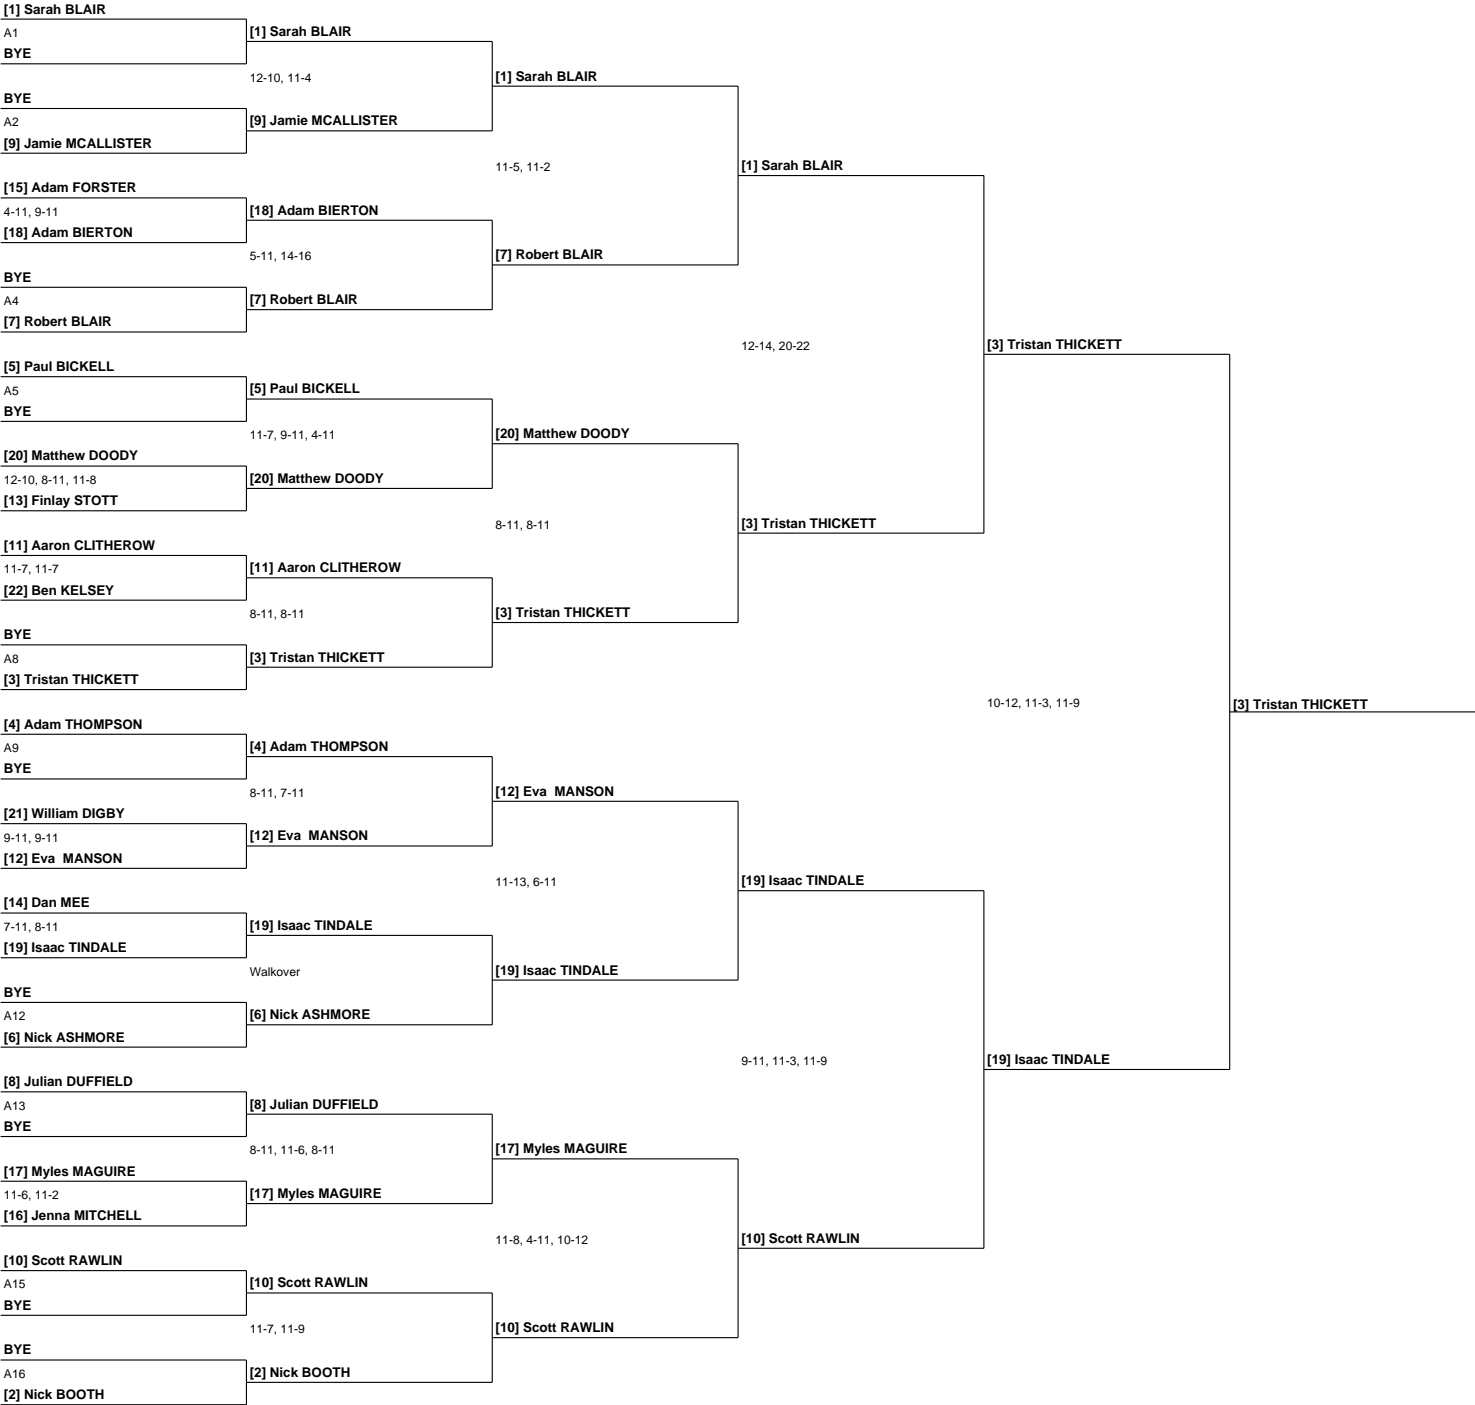 [1] Sarah BLAIR
A1
BYE
BYE
A2
[9] Jamie MCALLISTER
[15] Adam FORSTER
4-11, 9-11
[18] Adam BIERTON
BYE
A4
[7] Robert BLAIR
[5] Paul BICKELL
A5
BYE
[20] Matthew DOODY
12-10, 8-11, 11-8
[13] Finlay STOTT
[11] Aaron CLITHEROW
11-7, 11-7
[22] Ben KELSEY
BYE
A8
[3] Tristan THICKETT
[4] Adam THOMPSON
A9
BYE
[21] William DIGBY
9-11, 9-11
[12] Eva MANSON
[14] Dan MEE
7-11, 8-11
[19] Isaac TINDALE
BYE
A12
[6] Nick ASHMORE
[8] Julian DUFFIELD
A13
BYE
[17] Myles MAGUIRE
11-6, 11-2
[16] Jenna MITCHELL
[10] Scott RAWLIN
A15
BYE
BYE
A16
[2] Nick BOOTH
[1] Sarah BLAIR
12-10, 11-4
[9] Jamie MCALLISTER
[18] Adam BIERTON
5-11, 14-16
[7] Robert BLAIR
[5] Paul BICKELL
11-7, 9-11, 4-11
[20] Matthew DOODY
[11] Aaron CLITHEROW
8-11, 8-11
[3] Tristan THICKETT
[4] Adam THOMPSON
8-11, 7-11
[12] Eva MANSON
[19] Isaac TINDALE
Walkover
[6] Nick ASHMORE
[8] Julian DUFFIELD
8-11, 11-6, 8-11
[17] Myles MAGUIRE
[10] Scott RAWLIN
11-7, 11-9
[2] Nick BOOTH
[1] Sarah BLAIR
11-5, 11-2
[7] Robert BLAIR
[20] Matthew DOODY
8-11, 8-11
[3] Tristan THICKETT
[12] Eva MANSON
11-13, 6-11
[19] Isaac TINDALE
[17] Myles MAGUIRE
11-8, 4-11, 10-12
[10] Scott RAWLIN
[1] Sarah BLAIR
12-14, 20-22
[3] Tristan THICKETT
[19] Isaac TINDALE
9-11, 11-3, 11-9
[10] Scott RAWLIN
[3] Tristan THICKETT
10-12, 11-3, 11-9
[19] Isaac TINDALE
[3] Tristan THICKETT